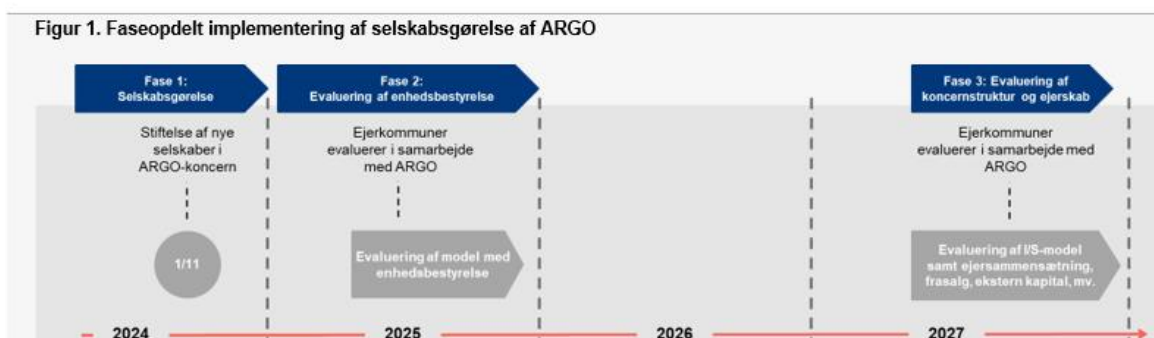 Figur 1. Faseopdelt implementering af selskabsgørelse af ARGO
Fase 1:
Selskabsgørelse
Fase 2:
Evaluering af enhedsbestyrelse
Fase 3: Evaluering af
koncernstruktur og ejerskab
Stiftelse af nye
selskaber i
ARGO-koncern
Ejerkommuner
evaluerer i samarbejde
med ARGO
Ejerkommuner
evaluerer i samarbejde med
ARGO
1/11
Evaluering af model med
enhedsbestyrelse
Evaluering af I/S-model
samt ejersammensætning,
frasalg, ekstern kapital, mv.
2024
2025
2026
2027